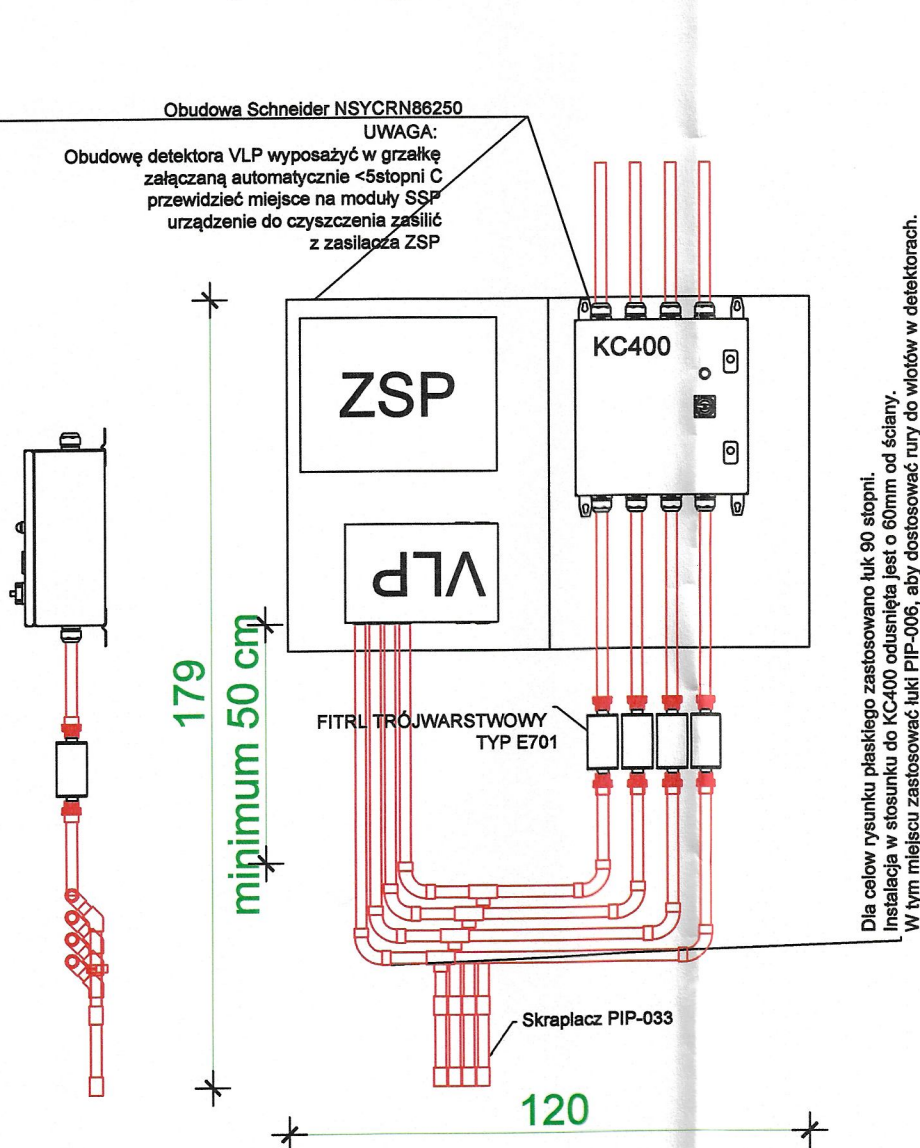 Obudowa Schneider NSYCRN86250
UWAGA:
Obudowę detektora VLP wyposażyć w grzałkę
załączaną automatycznie <5stopni C
przewidzieć miejsce na moduły SSP
urządzenie do czyszczenia zasilić
z zasilacza ZSP
KC400
ZSP
VLP
179
minimum 50 cm
FITRL TRÓJWARSTWOWY
TYP E701
Skraplacz PIP-033
120
Dla celow rysunku płaskiego zastosowano łuk 90 stopni.
Instalacja w stosunku do KC400 odusnięta jest o 60mm od ściany.
W tym miejscu zastosować łuki PIP-006, aby dostosować rury do wlotów w detektorach.